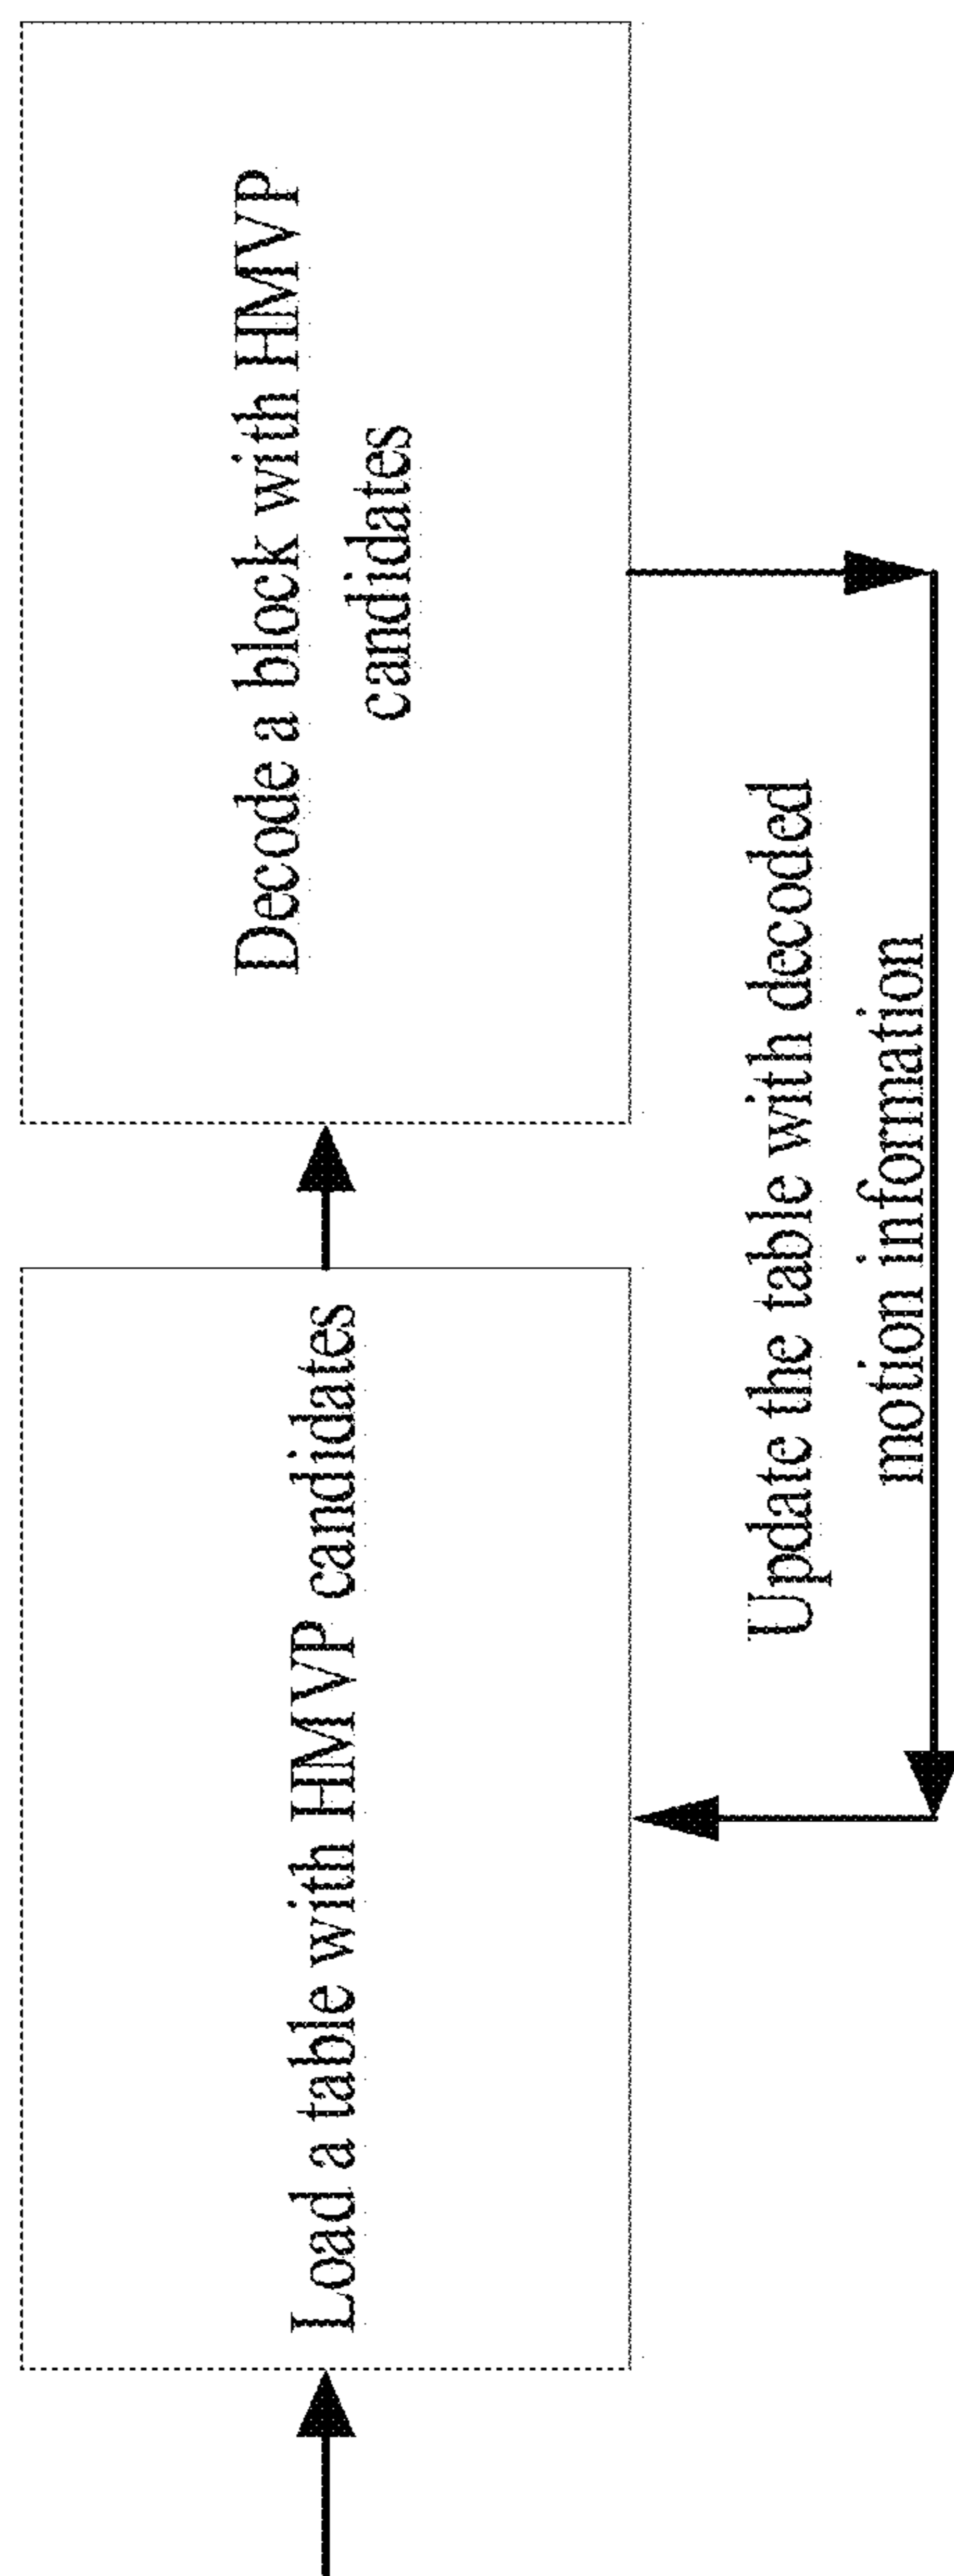 Load a table with HMVP candidates
Decode a block with HMVP
candidates
Update the table with decoded
motion information